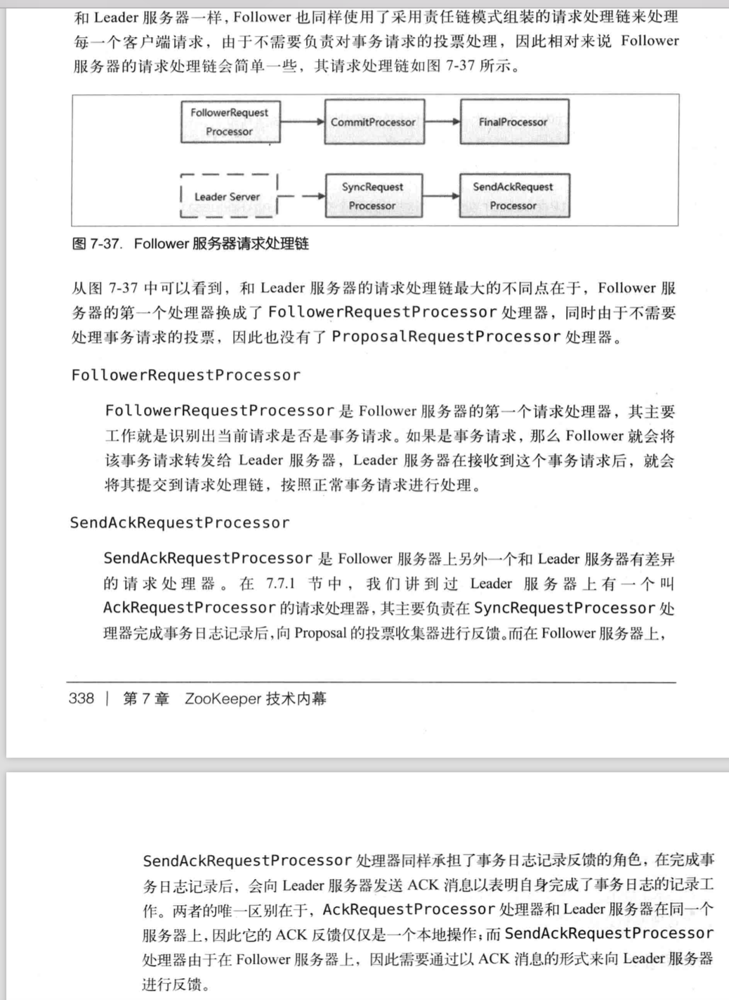 和 Leader 服务器一样，Follower 也同样使用了采用责任链模式组装的请求处理链来处理
每一个客户端请求，由于不需要负责对事务请求的投票处理，因此相对来说 Follower
服务器的请求处理链会简单一些，其请求处理链如图 7-37 所示。
FollowerRequest
Processor
CommitProcessor
FinalProcessor
Leader Server
SyncRequest
Processor
SendAckRequest
Processor
图 7-37. Follower 服务器请求处理链
从图 7-37 中可以看到，和 Leader 服务器的请求处理链最大的不同点在于，Follower 服
务器的第一个处理器换成了 FollowerRequestProcessor 处理器，同时由于不需要
处理事务请求的投票，因此也没有了 ProposalRequestProcessor 处理器。
FollowerRequestProcessor
FollowerRequestProcessor 是 Follower 服务器的第一个请求处理器，其主要
工作就是识别出当前请求是否是事务请求。如果是事务请求，那么 Follower 就会将
该事务请求转发给 Leader 服务器，Leader 服务器在接收到这个事务请求后，就会
将其提交到请求处理链，按照正常事务请求进行处理。
SendAckRequestProcessor
SendAckRequestProcessor 是 Follower 服务器上另外一个和 Leader 服务器有差异
的请求处理器。在 7.7.1 节中，我们讲到过 Leader 服务器上有一个叫
AckRequestProcessor 的请求处理器，其主要负责在 SyncRequestProcessor 处
理器完成事务日志记录后，向 Proposal 的投票收集器进行反馈。而在 Follower 服务器上，
338 | 第 7 章 ZooKeeper 技术内幕
SendAckRequestProcessor 处理器同样承担了事务日志记录反馈的角色，在完成事
务日志记录后，会向 Leader 服务器发送 ACK 消息以表明自身完成了事务日志的记录工
作。两者的唯一区别在于，AckRequestProcessor 处理器和 Leader 服务器在同一个
服务器上，因此它的 ACK 反馈仅仅是一个本地操作；而 SendAckRequestProcessor
处理器由于在 Follower 服务器上，因此需要通过以 ACK 消息的形式来向 Leader 服务器
进行反馈。